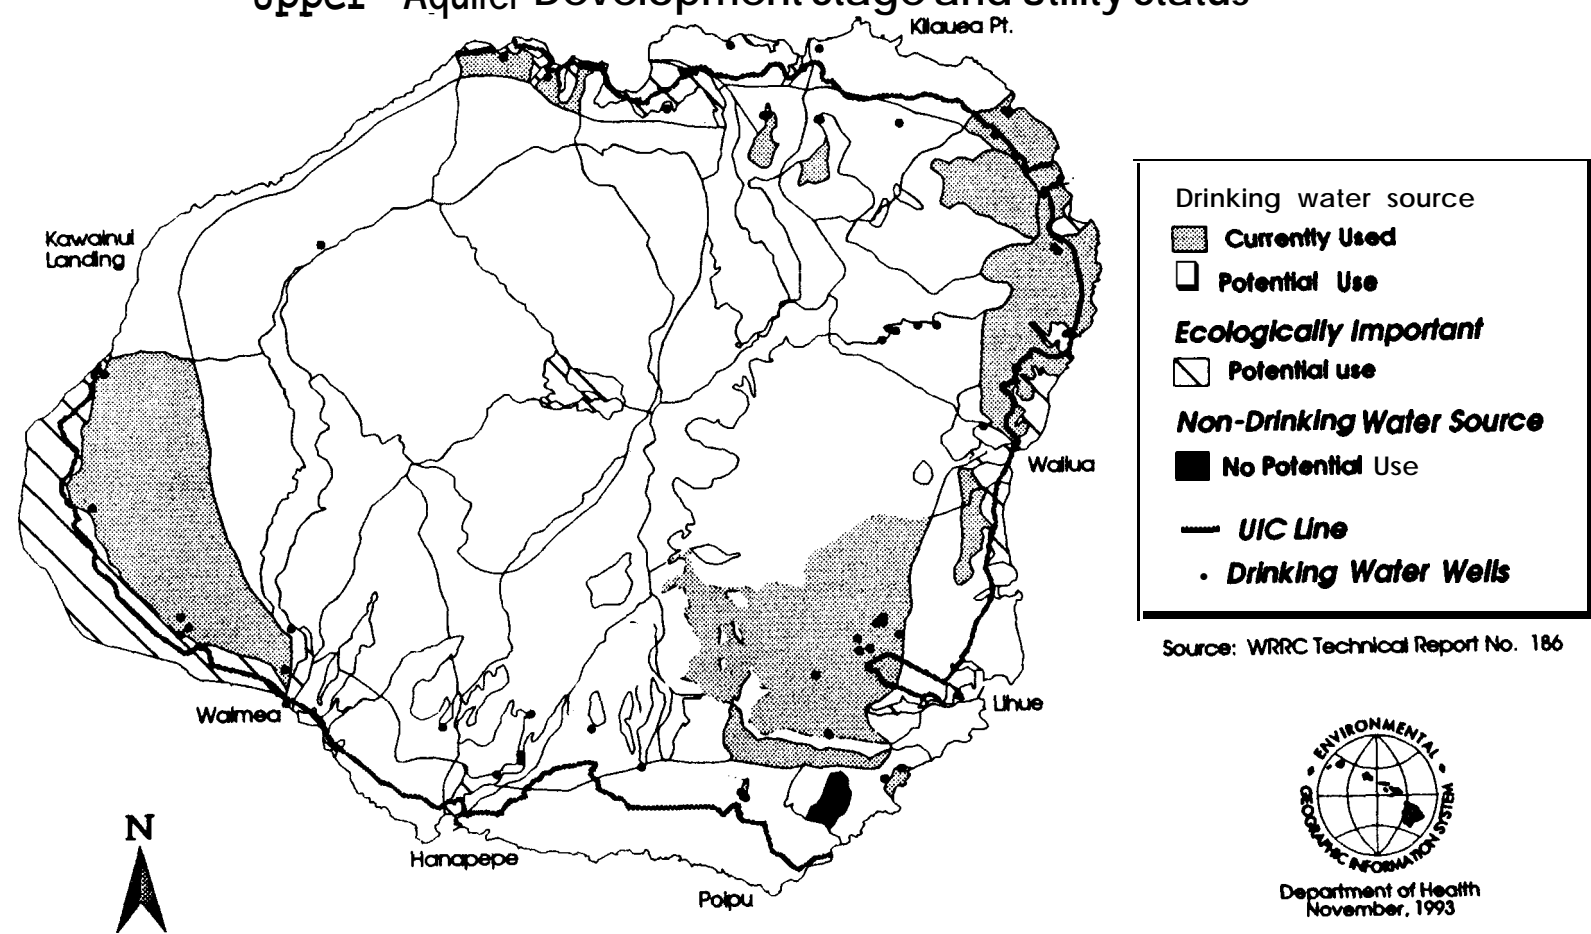 Upper Aquifer Development Stage and Utility Status
Kilauea Pt.
Kawainui
Landing
Wailua
Lihue
Waimea
Hanapepe
Poipu
N
Drinking water source
Currently Used
Potential Use
Ecologically Important
Potential use
Non-Drinking Water Source
No Potential Use
UIC Line
Drinking Water Wells
Source: WRRC Technical Report No. 186
ENVIRONMENTAL
GEOGRAPHIC INFORMATION SYSTEM
Department of Health
November, 1993